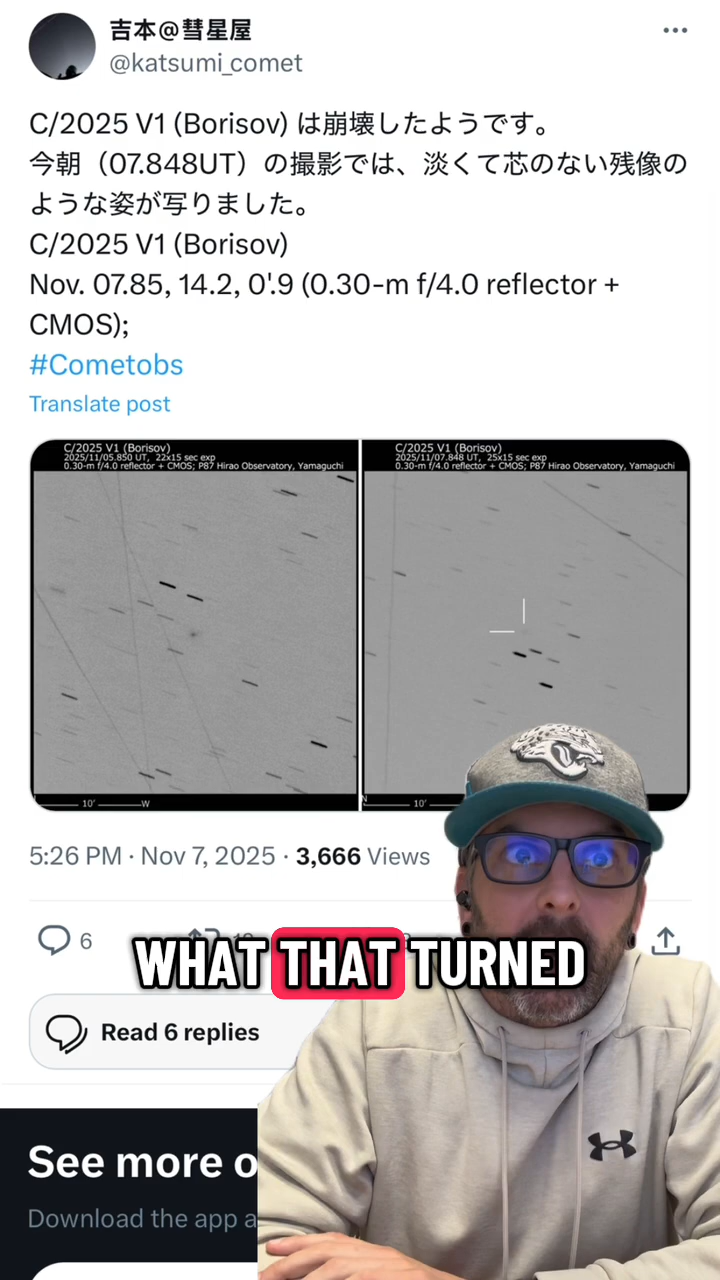 吉本@彗星屋
@katsumi_comet
C/2025 V1 (Borisov) は崩壊したようです。
今朝（07.848UT）の撮影では、淡くて芯のない残像の
ような姿が写りました。
C/2025 V1 (Borisov)
Nov. 07.85, 14.2, 0'.9 (0.30-m f/4.0 reflector +
CMOS);
#Cometobs
Translate post
C/2025 V1 (Borisov)
2025/11/05.850 UT, 22x15 sec exp
0.30-m f/4.0 reflector + CMOS; P87 Hirao Observatory, Yamaguchi
10' W
C/2025 V1 (Borisov)
2025/11/07.848 UT, 25x15 sec exp
0.30-m f/4.0 reflector + CMOS; P87 Hirao Observatory, Yamaguchi
N 10'
5:26 PM · Nov 7, 2025 · 3,666 Views
6
WHAT THAT TURNED
Read 6 replies
See more o
Download the app a